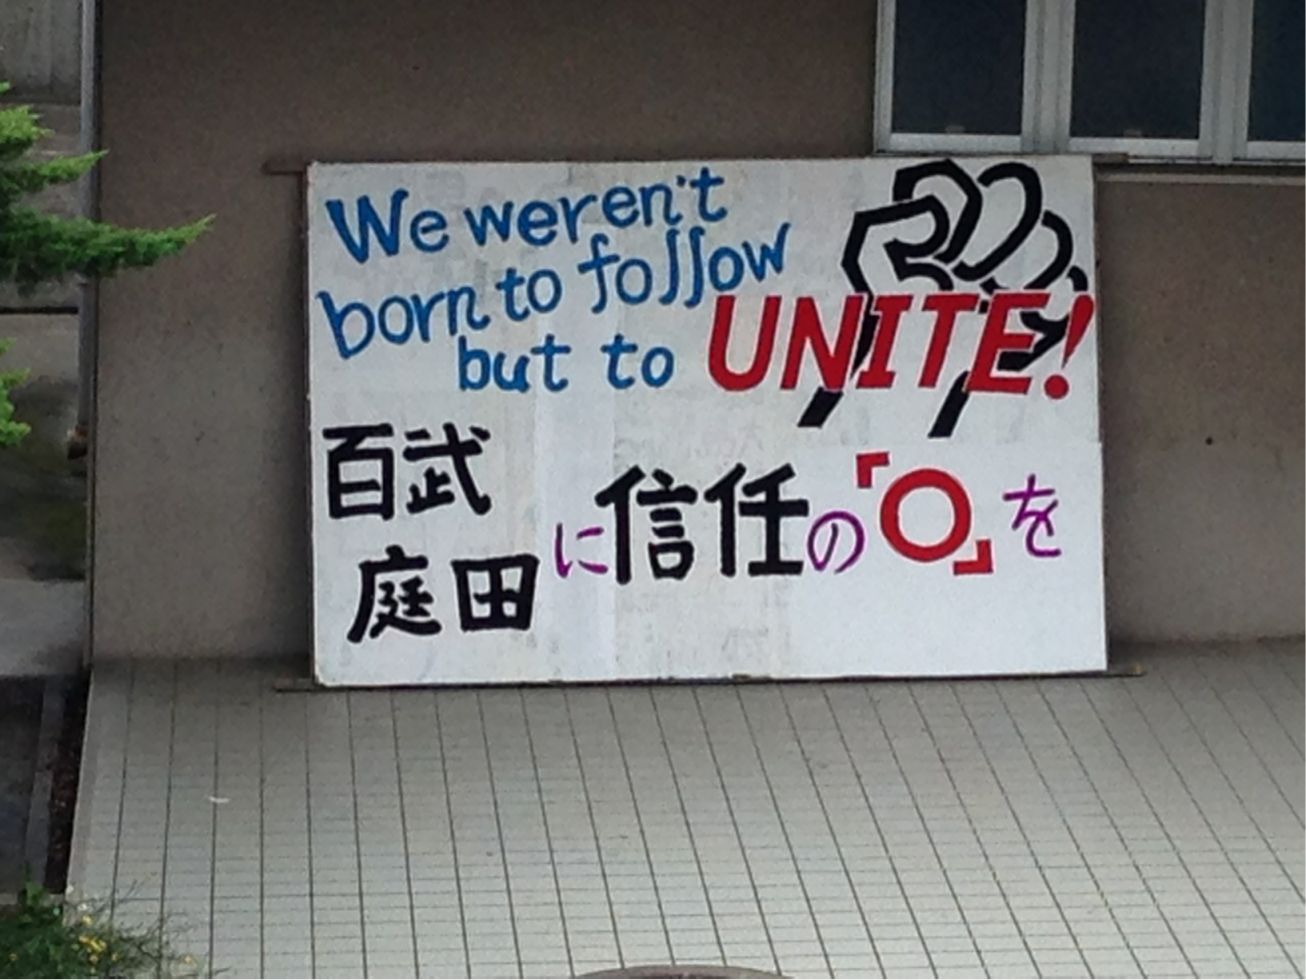 We weren't
born to follow
but to UNITE!
百武
庭田
に信任の「○」を